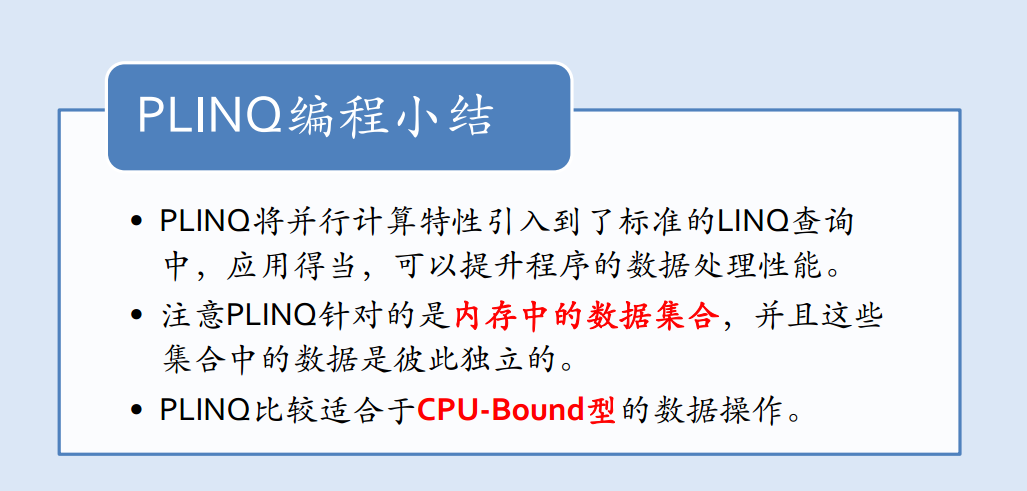 PLINQ编程小结
• PLINQ将并行计算特性引入到了标准的LINQ查询
中，应用得当，可以提升程序的数据处理性能。
• 注意PLINQ针对的是内存中的数据集合，并且这些
集合中的数据是彼此独立的。
• PLINQ比较适合于CPU-Bound型的数据操作。